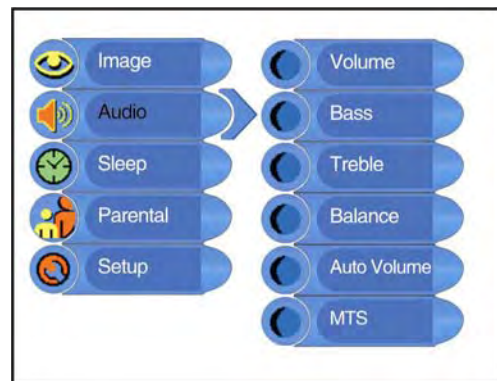 Image
Audio
Sleep
Parental
Setup
Volume
Bass
Treble
Balance
Auto Volume
MTS